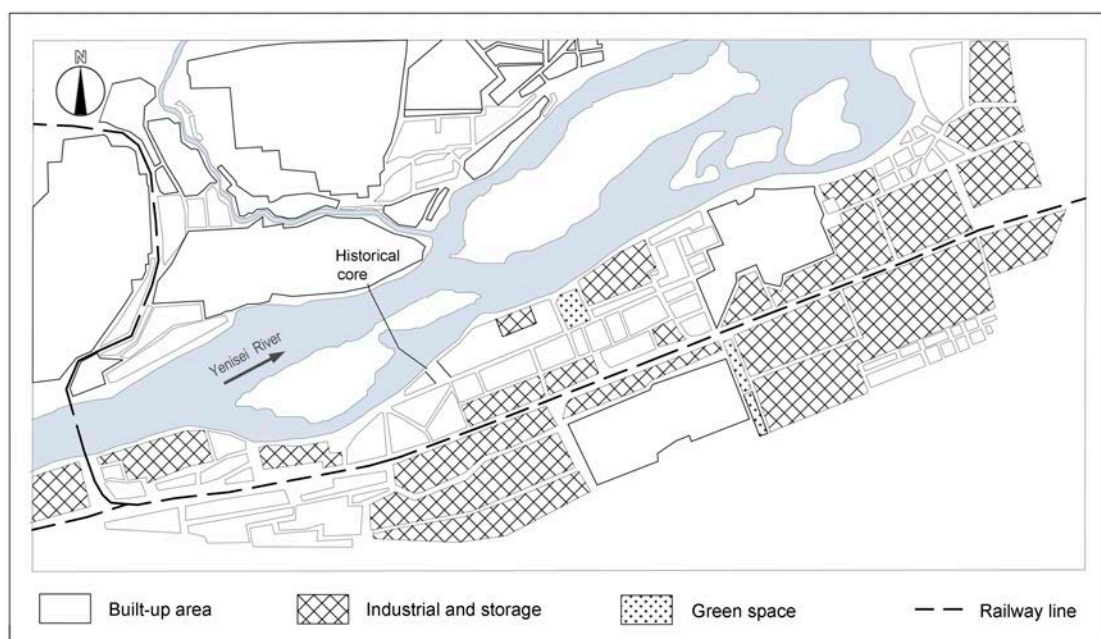 N
Historical
core
Yenisei River
Built-up area
Industrial and storage
Green space
Railway line